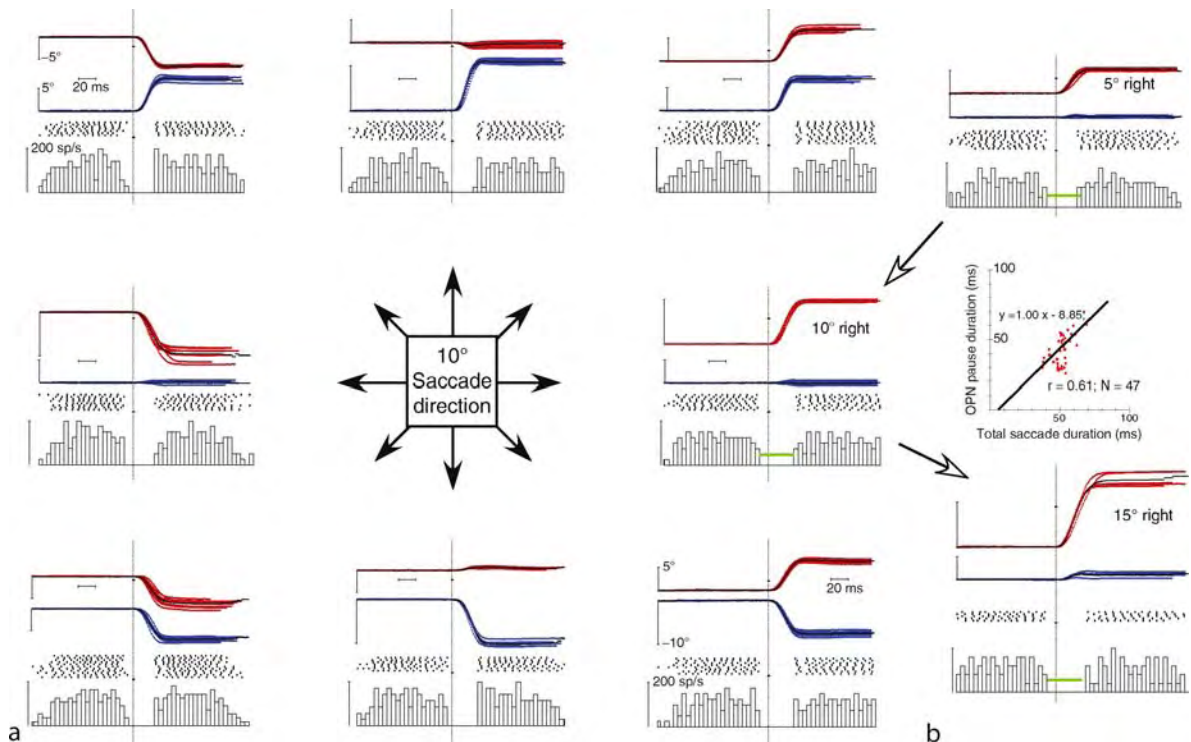 –5°
5°
20 ms
200 sp/s
5° right
10°
Saccade
direction
10° right
100
OPN pause duration (ms)
y =1.00 x - 8.85
50
r = 0.61; N = 47
50
100
Total saccade duration (ms)
15° right
5°
20 ms
–10°
200 sp/s
a
b